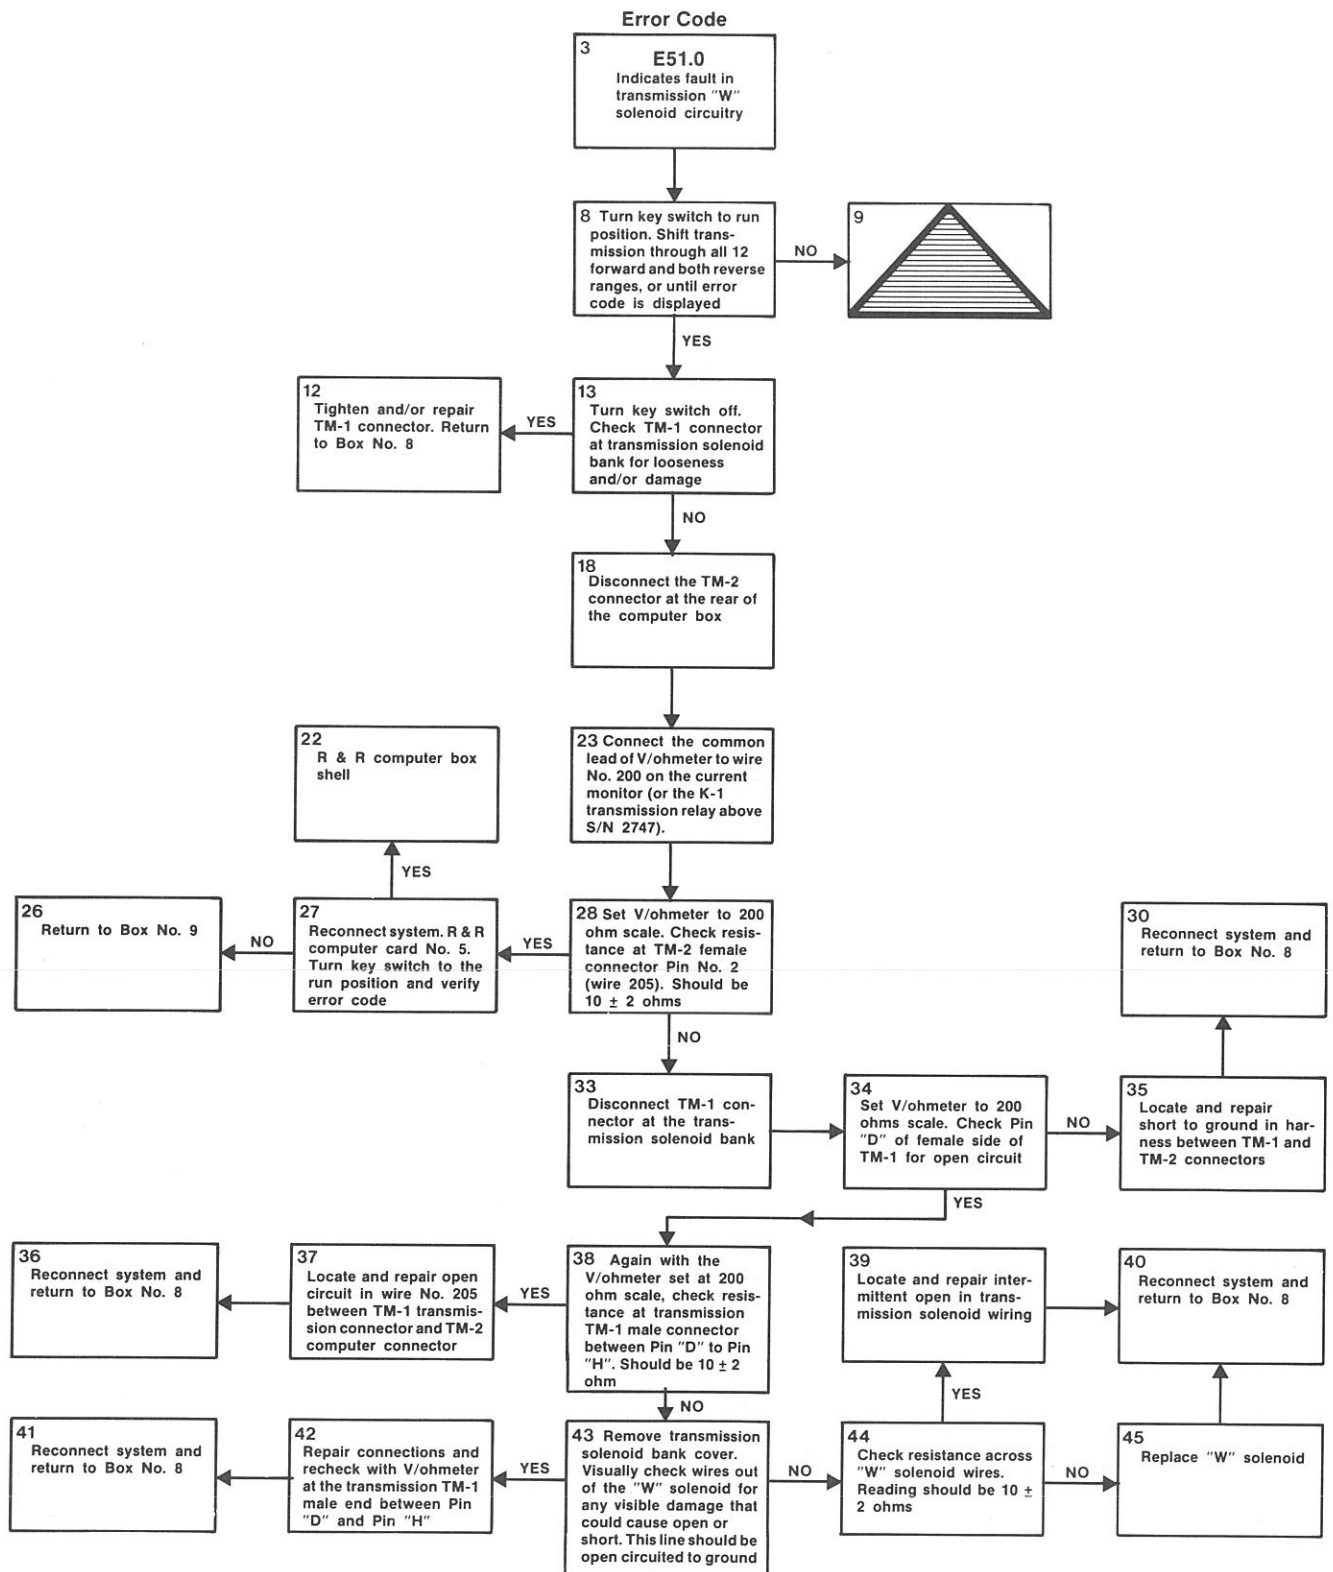 Error Code
3
E51.0
Indicates fault in
transmission "W"
solenoid circuitry
8 Turn key switch to run
position. Shift trans-
mission through all 12
forward and both reverse
ranges, or until error
code is displayed
NO
9
YES
12
Tighten and/or repair
TM-1 connector. Return
to Box No. 8
YES
13
Turn key switch off.
Check TM-1 connector
at transmission solenoid
bank for looseness
and/or damage
NO
18
Disconnect the TM-2
connector at the rear of
the computer box
22
R & R computer box
shell
23 Connect the common
lead of V/ohmeter to wire
No. 200 on the current
monitor (or the K-1
transmission relay above
S/N 2747).
YES
26
Return to Box No. 9
NO
27
Reconnect system. R & R
computer card No. 5.
Turn key switch to the
run position and verify
error code
YES
28 Set V/ohmeter to 200
ohm scale. Check resis-
tance at TM-2 female
connector Pin No. 2
(wire 205). Should be
10 ± 2 ohms
30
Reconnect system and
return to Box No. 8
NO
33
Disconnect TM-1 con-
nector at the trans-
mission solenoid bank
34
Set V/ohmeter to 200
ohms scale. Check Pin
"D" of female side of
TM-1 for open circuit
NO
35
Locate and repair
short to ground in har-
ness between TM-1 and
TM-2 connectors
YES
36
Reconnect system and
return to Box No. 8
37
Locate and repair open
circuit in wire No. 205
between TM-1 transmis-
sion connector and TM-2
computer connector
YES
38 Again with the
V/ohmeter set at 200
ohm scale, check resis-
tance at transmission
TM-1 male connector
between Pin "D" to Pin
"H". Should be 10 ± 2
ohm
39
Locate and repair inter-
mittent open in trans-
mission solenoid wiring
40
Reconnect system and
return to Box No. 8
NO
YES
41
Reconnect system and
return to Box No. 8
42
Repair connections and
recheck with V/ohmeter
at the transmission TM-1
male end between Pin
"D" and Pin "H"
YES
43 Remove transmission
solenoid bank cover.
Visually check wires out
of the "W" solenoid for
any visible damage that
could cause open or
short. This line should be
open circuited to ground
NO
44
Check resistance across
"W" solenoid wires.
Reading should be 10 ±
2 ohms
NO
45
Replace "W" solenoid